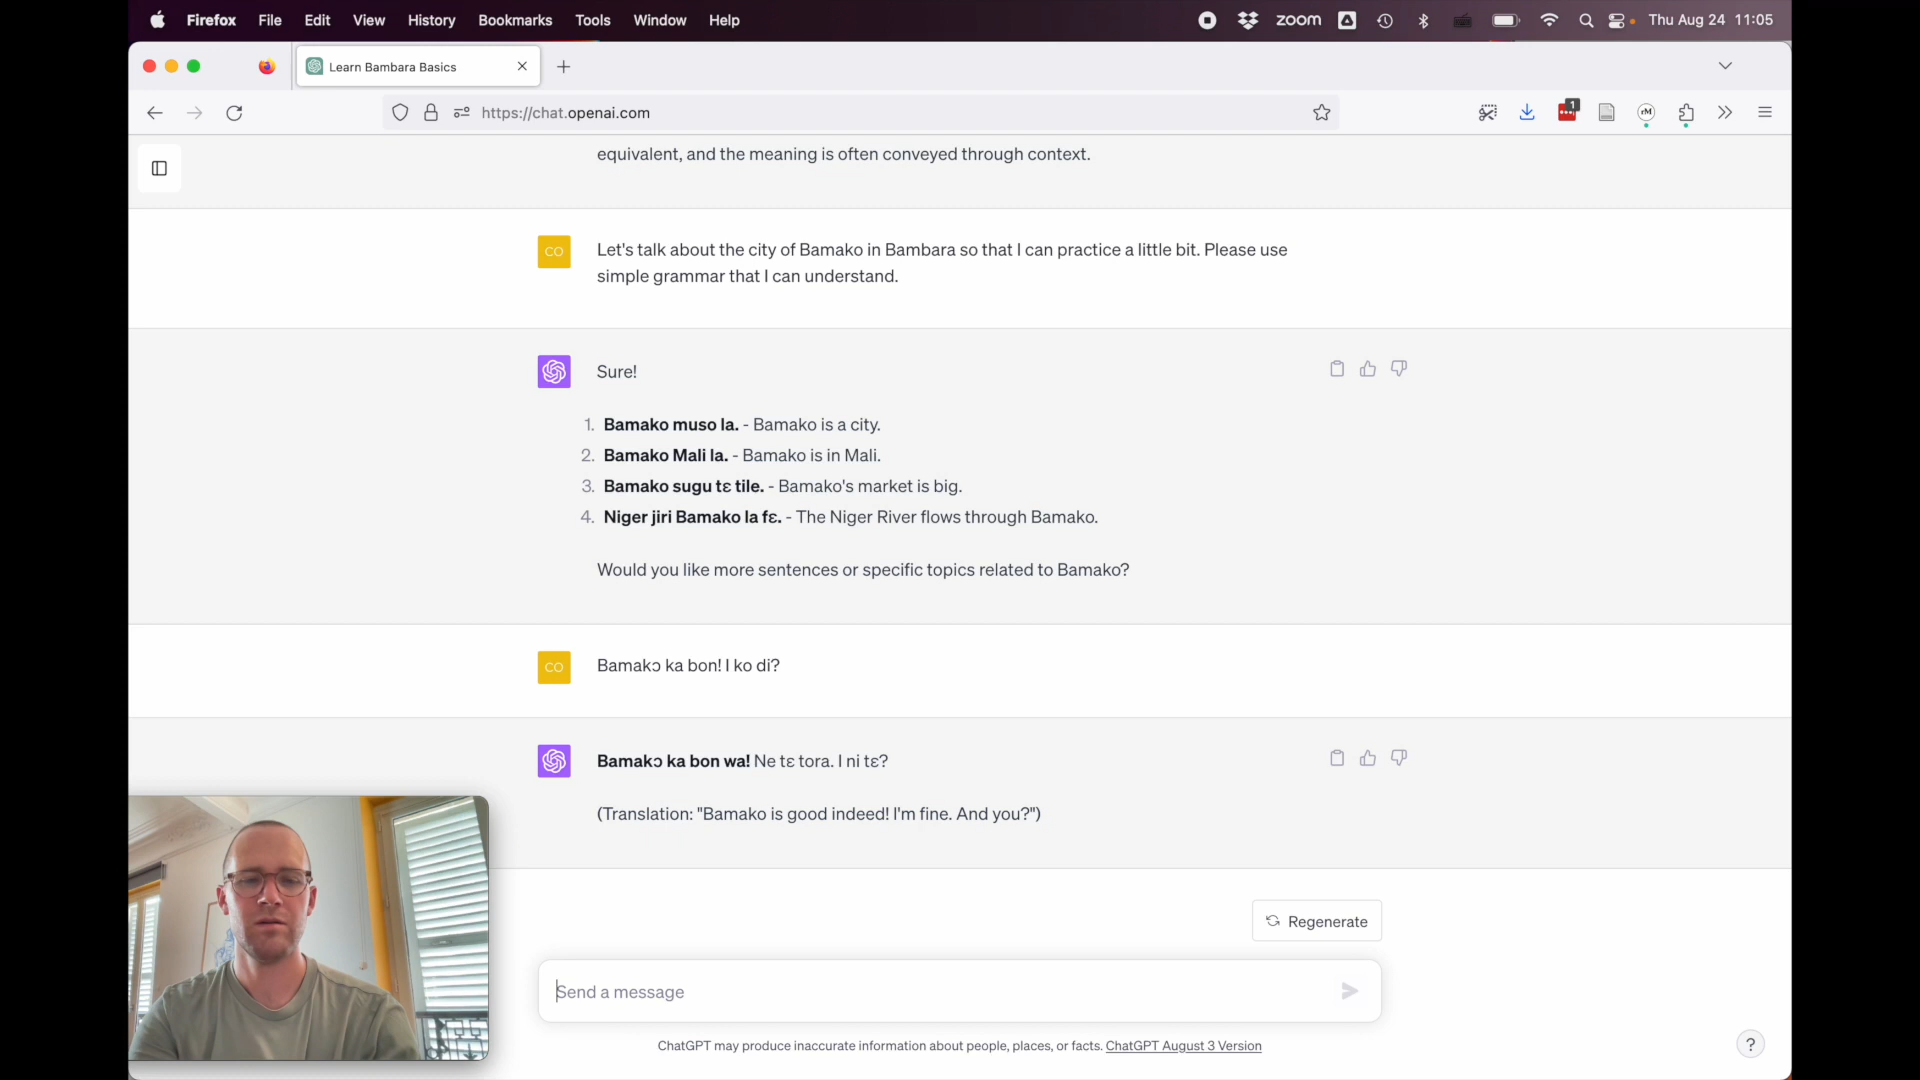 Firefox File Edit View History Bookmarks Tools Window Help zoom Thu Aug 24 11:05
Learn Bambara Basics
https://chat.openai.com
1
rM
equivalent, and the meaning is often conveyed through context.
CO
Let's talk about the city of Bamako in Bambara so that I can practice a little bit. Please use
simple grammar that I can understand.
Sure!
1. Bamako muso la. - Bamako is a city.
2. Bamako Mali la. - Bamako is in Mali.
3. Bamako sugu tɛ tile. - Bamako's market is big.
4. Niger jiri Bamako la fɛ. - The Niger River flows through Bamako.
Would you like more sentences or specific topics related to Bamako?
CO
Bamakɔ ka bon! I ko di?
Bamakɔ ka bon wa! Ne tɛ tora. I ni tɛ?
(Translation: "Bamako is good indeed! I'm fine. And you?")
Regenerate
Send a message
ChatGPT may produce inaccurate information about people, places, or facts. ChatGPT August 3 Version
?